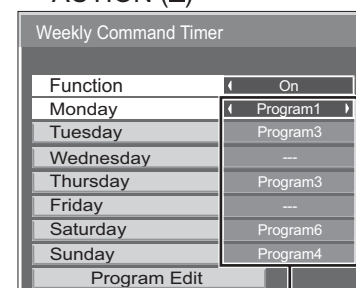 ACTION (■)
Weekly Command Timer
Function On
Monday Program1
Tuesday Program3
Wednesday ---
Thursday Program3
Friday ---
Saturday Program6
Sunday Program4
Program Edit